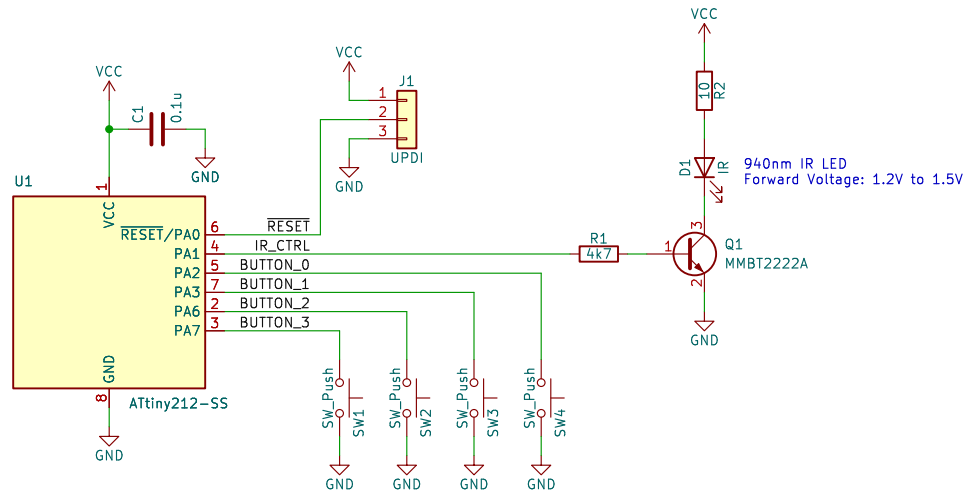 VCC
VCC
VCC
J1
1
2
3
UPDI
GND
C1
0.1u
GND
10
R2
D1
IR
940nm IR LED
Forward Voltage: 1.2V to 1.5V
U1
1
VCC
RESET/PA0
6
RESET
PA1
4
IR_CTRL
PA2
5
BUTTON_0
PA3
7
BUTTON_1
PA6
2
BUTTON_2
PA7
3
BUTTON_3
R1
4k7
1
3
2
Q1
MMBT2222A
GND
GND
8
ATtiny212-SS
GND
SW_Push
SW1
SW_Push
SW2
SW_Push
SW3
SW_Push
SW4
GND
GND
GND
GND